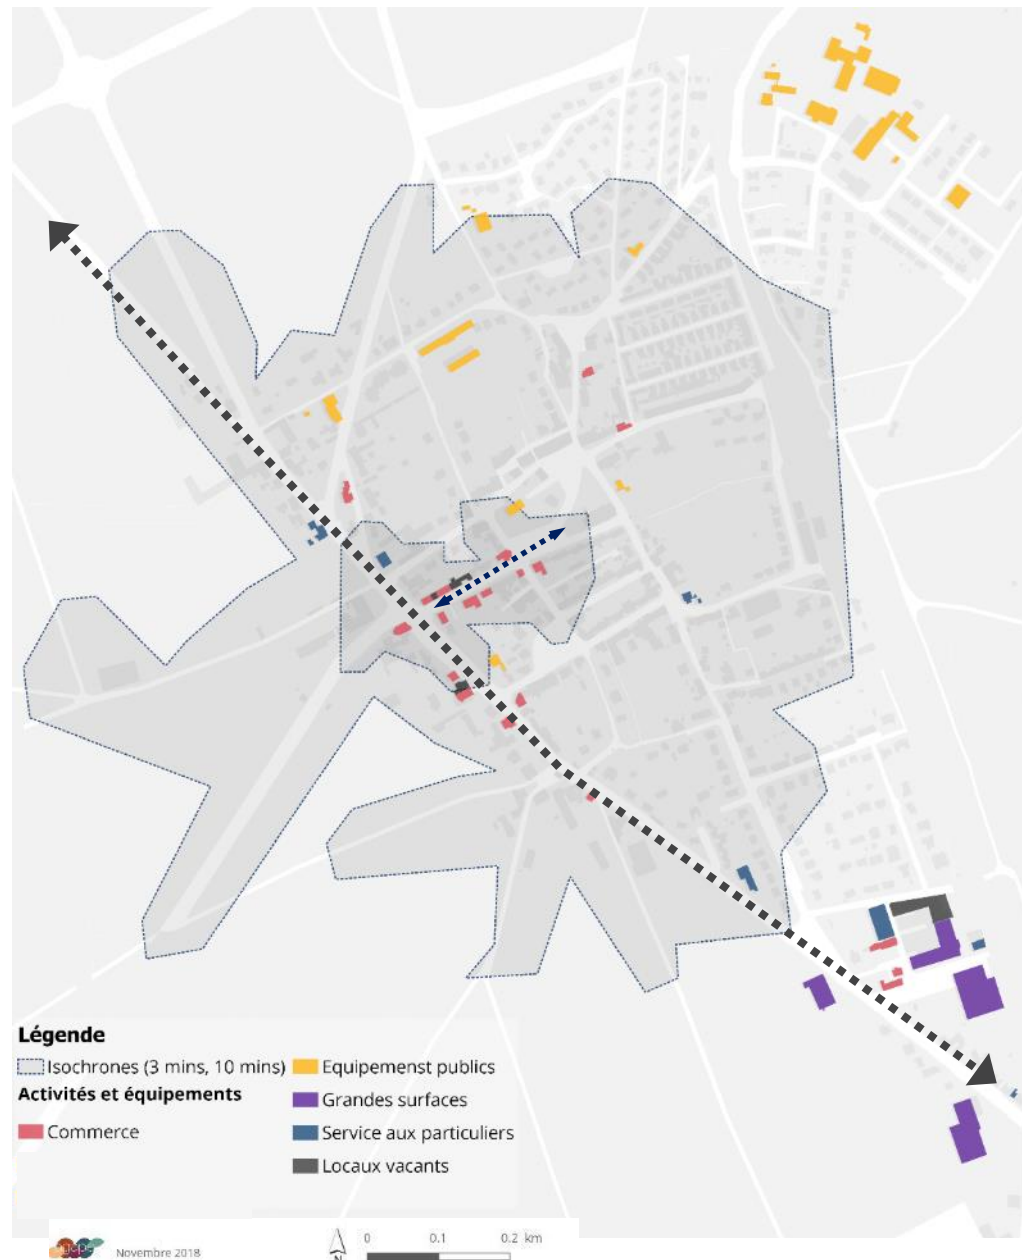 Légende
Isochrones (3 mins, 10 mins)
Equipemenst publics
Activités et équipements
Grandes surfaces
Commerce
Service aux particuliers
Locaux vacants
agape
Novembre 2018
N
0 0.1 0.2 km